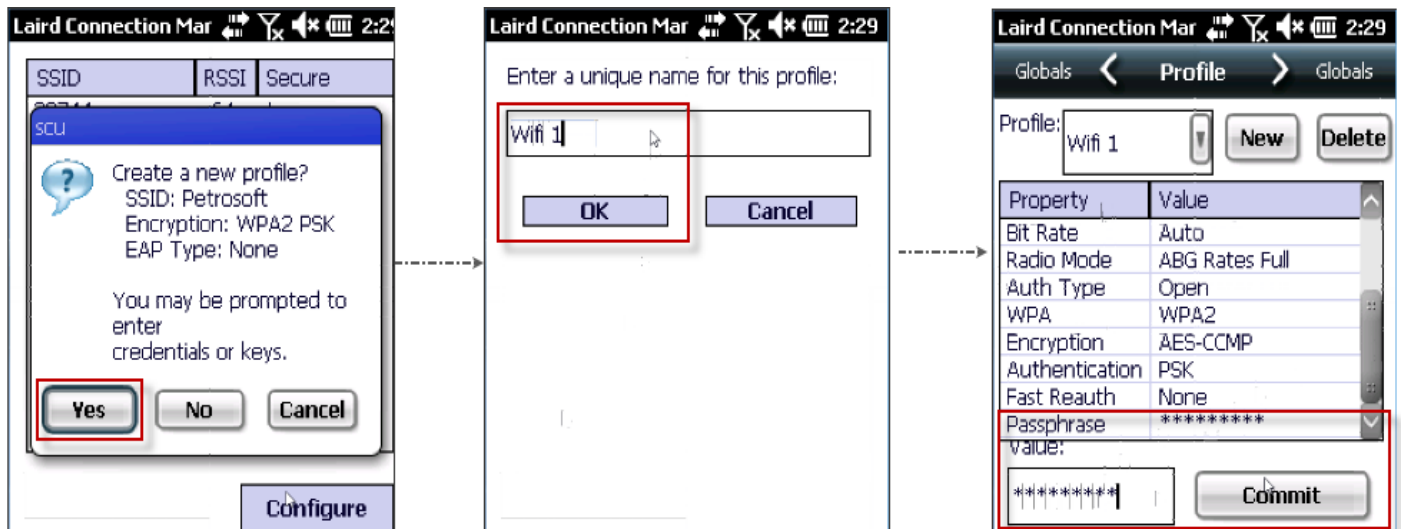 Laird Connection Mar 2:29
SSID RSSI Secure
scu
Create a new profile?
SSID: Petrosoft
Encryption: WPA2 PSK
EAP Type: None
You may be prompted to
enter
credentials or keys.
Yes No Cancel
Configure
Laird Connection Mar 2:29
Enter a unique name for this profile:
Wifi 1
OK Cancel
Laird Connection Mar 2:29
Globals Profile Globals
Profile: Wifi 1 New Delete
Property Value
Bit Rate Auto
Radio Mode ABG Rates Full
Auth Type Open
WPA WPA2
Encryption AES-CCMP
Authentication PSK
Fast Reauth None
Passphrase *********
Value:
********* Commit